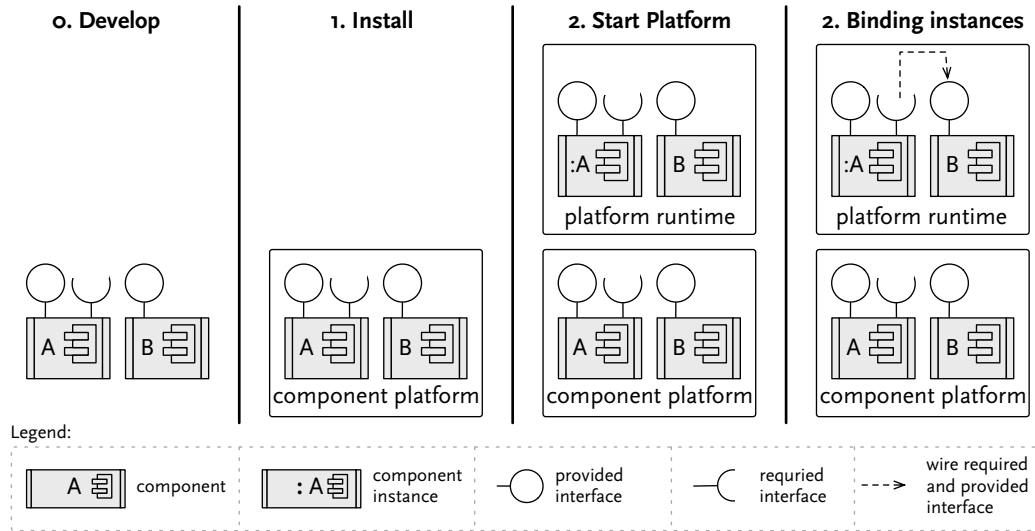 0. Develop
1. Install
2. Start Platform
2. Binding instances
:A
B
platform runtime
:A
B
platform runtime
A
B
A
B
component platform
A
B
component platform
A
B
component platform
Legend:
A
component
: A
component
instance
provided
interface
requried
interface
wire required
and provided
interface